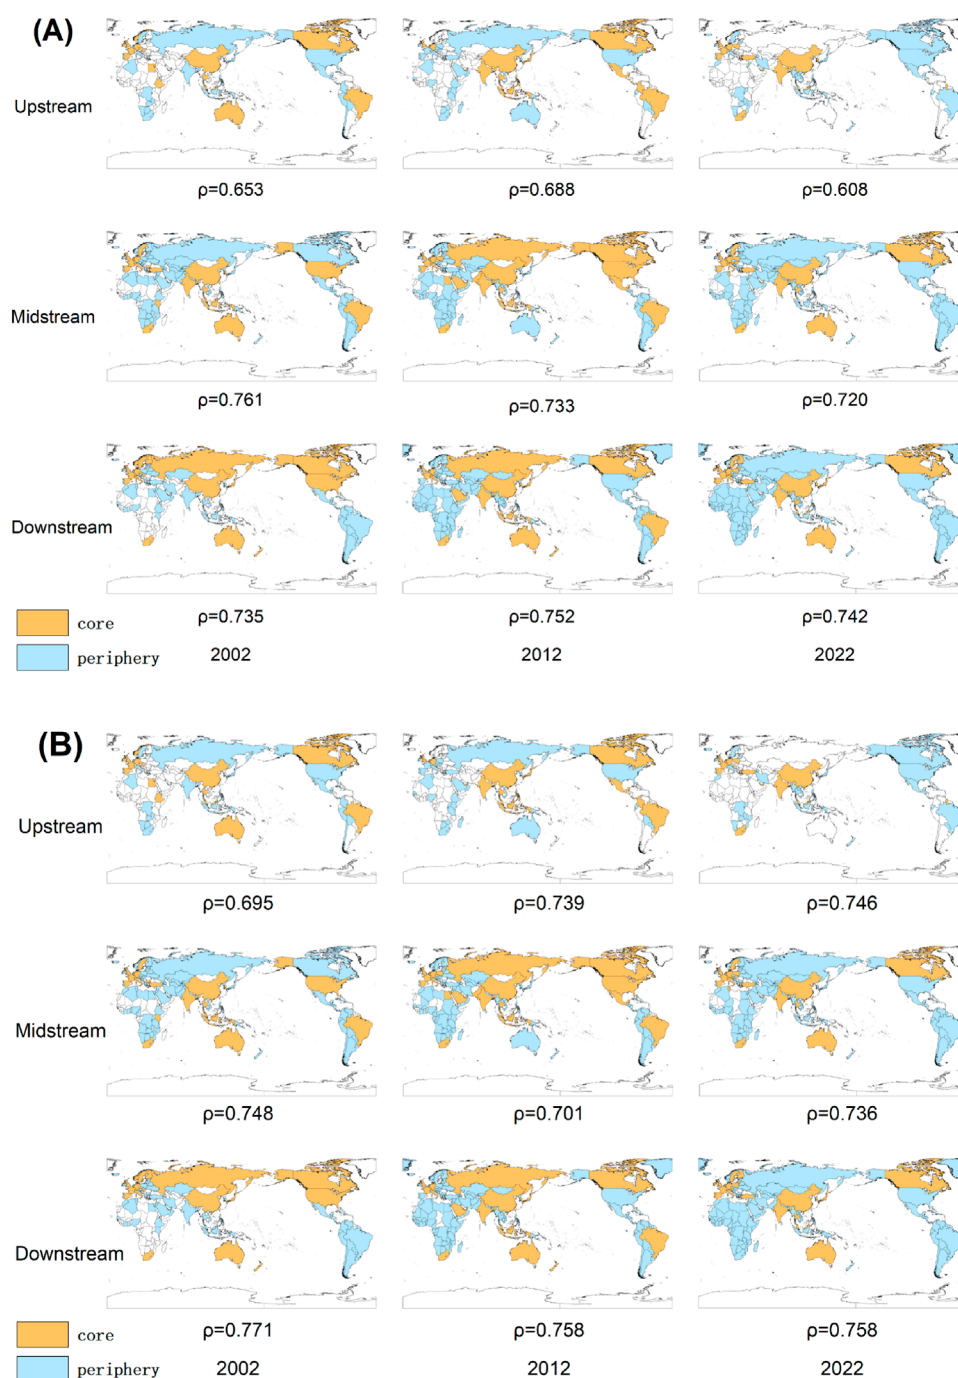 (A)
Upstream
ρ=0.653 ρ=0.688 ρ=0.608
Midstream
ρ=0.761 ρ=0.733 ρ=0.720
Downstream
ρ=0.735 ρ=0.752 ρ=0.742
core
periphery 2002 2012 2022
(B)
Upstream
ρ=0.695 ρ=0.739 ρ=0.746
Midstream
ρ=0.748 ρ=0.701 ρ=0.736
Downstream
ρ=0.771 ρ=0.758 ρ=0.758
core
periphery 2002 2012 2022